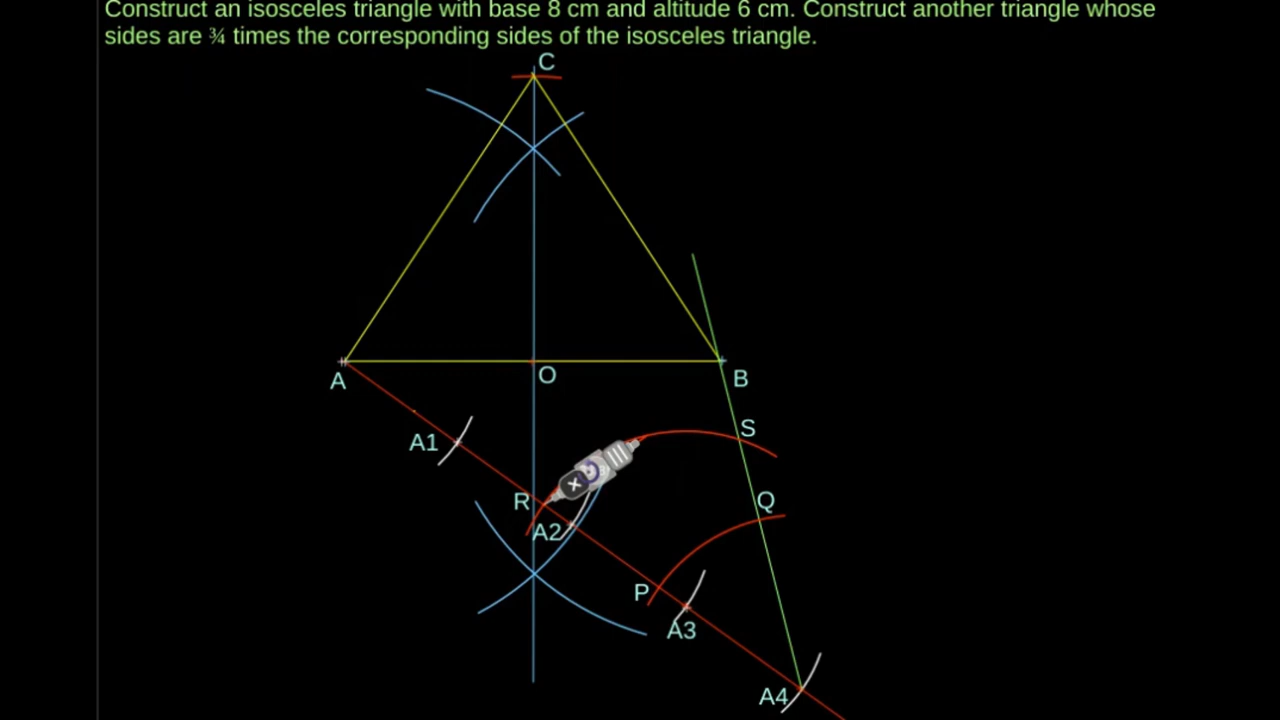 Construct an isosceles triangle with base 8 cm and altitude 6 cm. Construct another triangle whose
sides are ¾ times the corresponding sides of the isosceles triangle.
C
A
O
B
A1
S
R
Q
A2
P
A3
A4